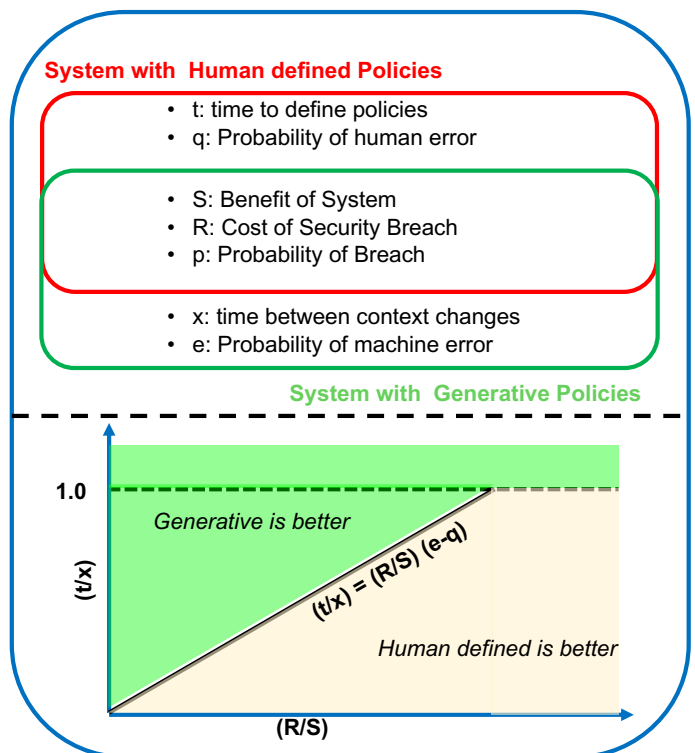 System with Human defined Policies
• t: time to define policies
• q: Probability of human error
• S: Benefit of System
• R: Cost of Security Breach
• p: Probability of Breach
• x: time between context changes
• e: Probability of machine error
System with Generative Policies
1.0
Generative is better
(t/x) = (R/S) (e-q)
(t/x)
Human defined is better
(R/S)